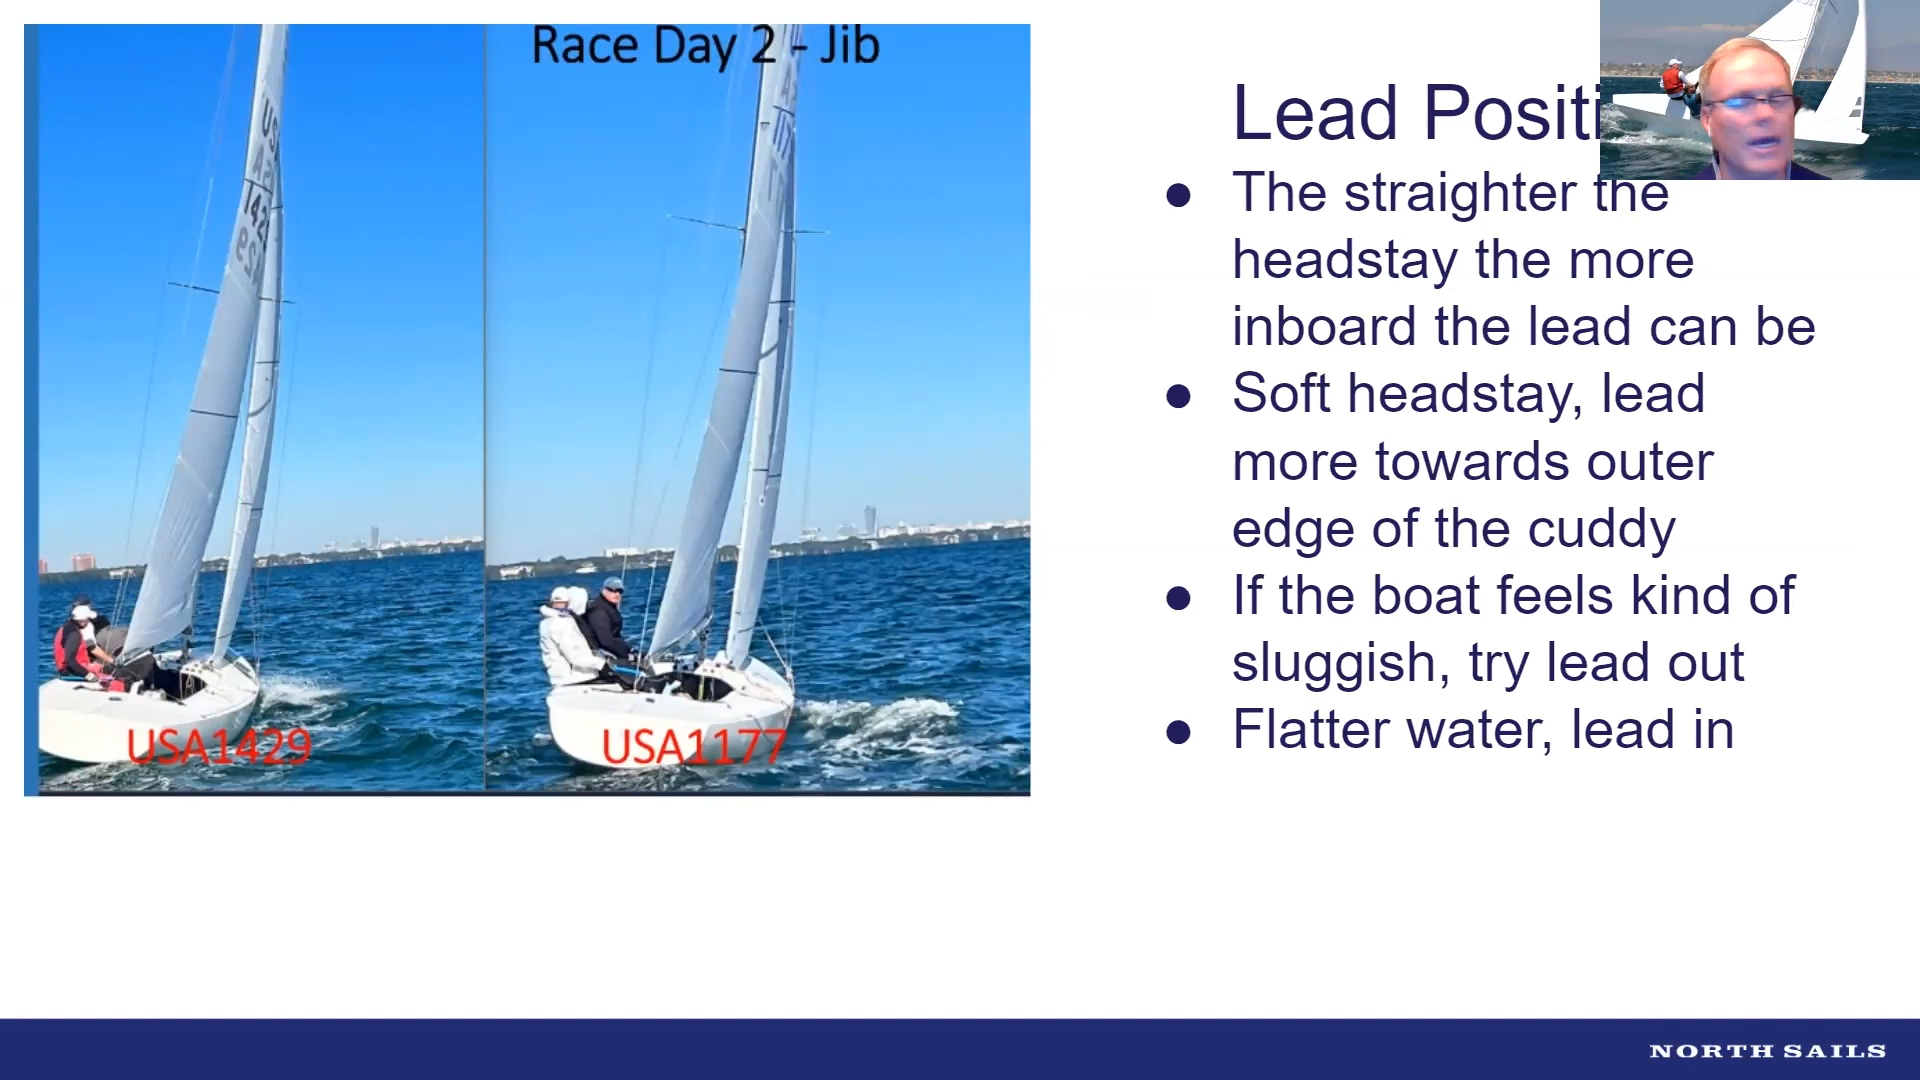 Race Day 2 - Jib
USA1429
USA1177
Lead Positi
● The straighter the
headstay the more
inboard the lead can be
● Soft headstay, lead
more towards outer
edge of the cuddy
● If the boat feels kind of
sluggish, try lead out
● Flatter water, lead in
NORTH SAILS